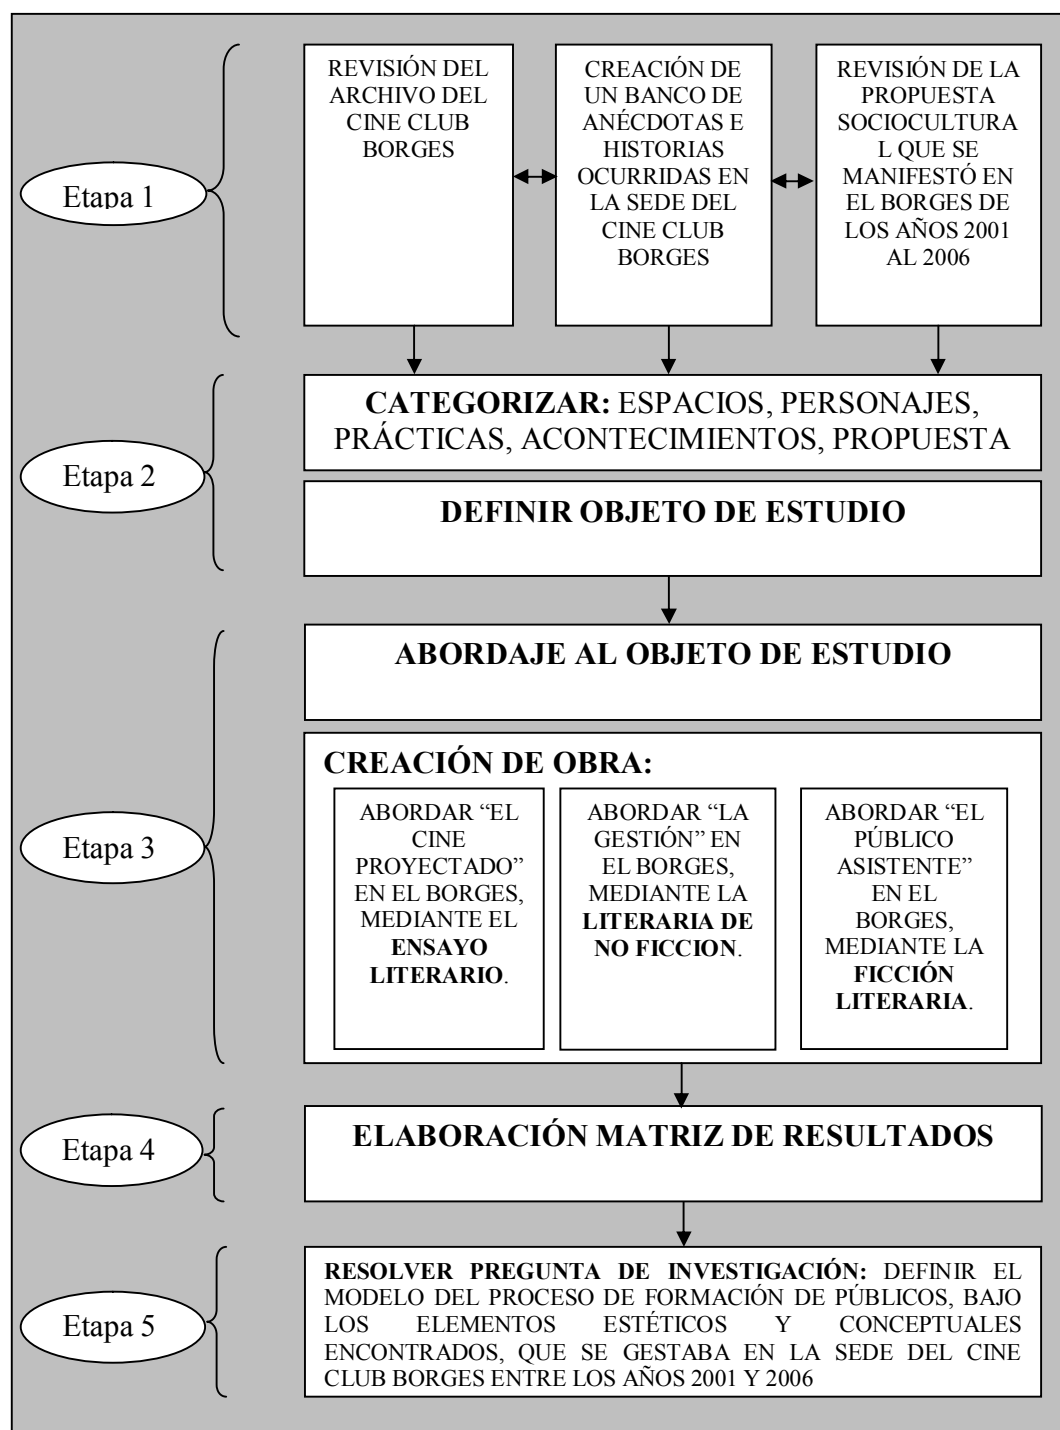 Etapa 1
REVISIÓN DEL
ARCHIVO DEL
CINE CLUB
BORGES
CREACIÓN DE
UN BANCO DE
ANÉCDOTAS E
HISTORIAS
OCURRIDAS EN
LA SEDE DEL
CINE CLUB
BORGES
REVISIÓN DE LA
PROPUESTA
SOCIOCULTURA
L QUE SE
MANIFESTÓ EN
EL BORGES DE
LOS AÑOS 2001
AL 2006
Etapa 2
CATEGORIZAR: ESPACIOS, PERSONAJES,
PRÁCTICAS, ACONTECIMIENTOS, PROPUESTA
DEFINIR OBJETO DE ESTUDIO
Etapa 3
ABORDAJE AL OBJETO DE ESTUDIO
CREACIÓN DE OBRA:
ABORDAR “EL
CINE
PROYECTADO”
EN EL BORGES,
MEDIANTE EL
ENSAYO
LITERARIO.
ABORDAR “LA
GESTIÓN” EN
EL BORGES,
MEDIANTE LA
LITERARIA DE
NO FICCION.
ABORDAR “EL
PÚBLICO
ASISTENTE”
EN EL
BORGES,
MEDIANTE LA
FICCIÓN
LITERARIA.
Etapa 4
ELABORACIÓN MATRIZ DE RESULTADOS
Etapa 5
RESOLVER PREGUNTA DE INVESTIGACIÓN: DEFINIR EL
MODELO DEL PROCESO DE FORMACIÓN DE PÚBLICOS, BAJO
LOS ELEMENTOS ESTÉTICOS Y CONCEPTUALES
ENCONTRADOS, QUE SE GESTABA EN LA SEDE DEL CINE
CLUB BORGES ENTRE LOS AÑOS 2001 Y 2006